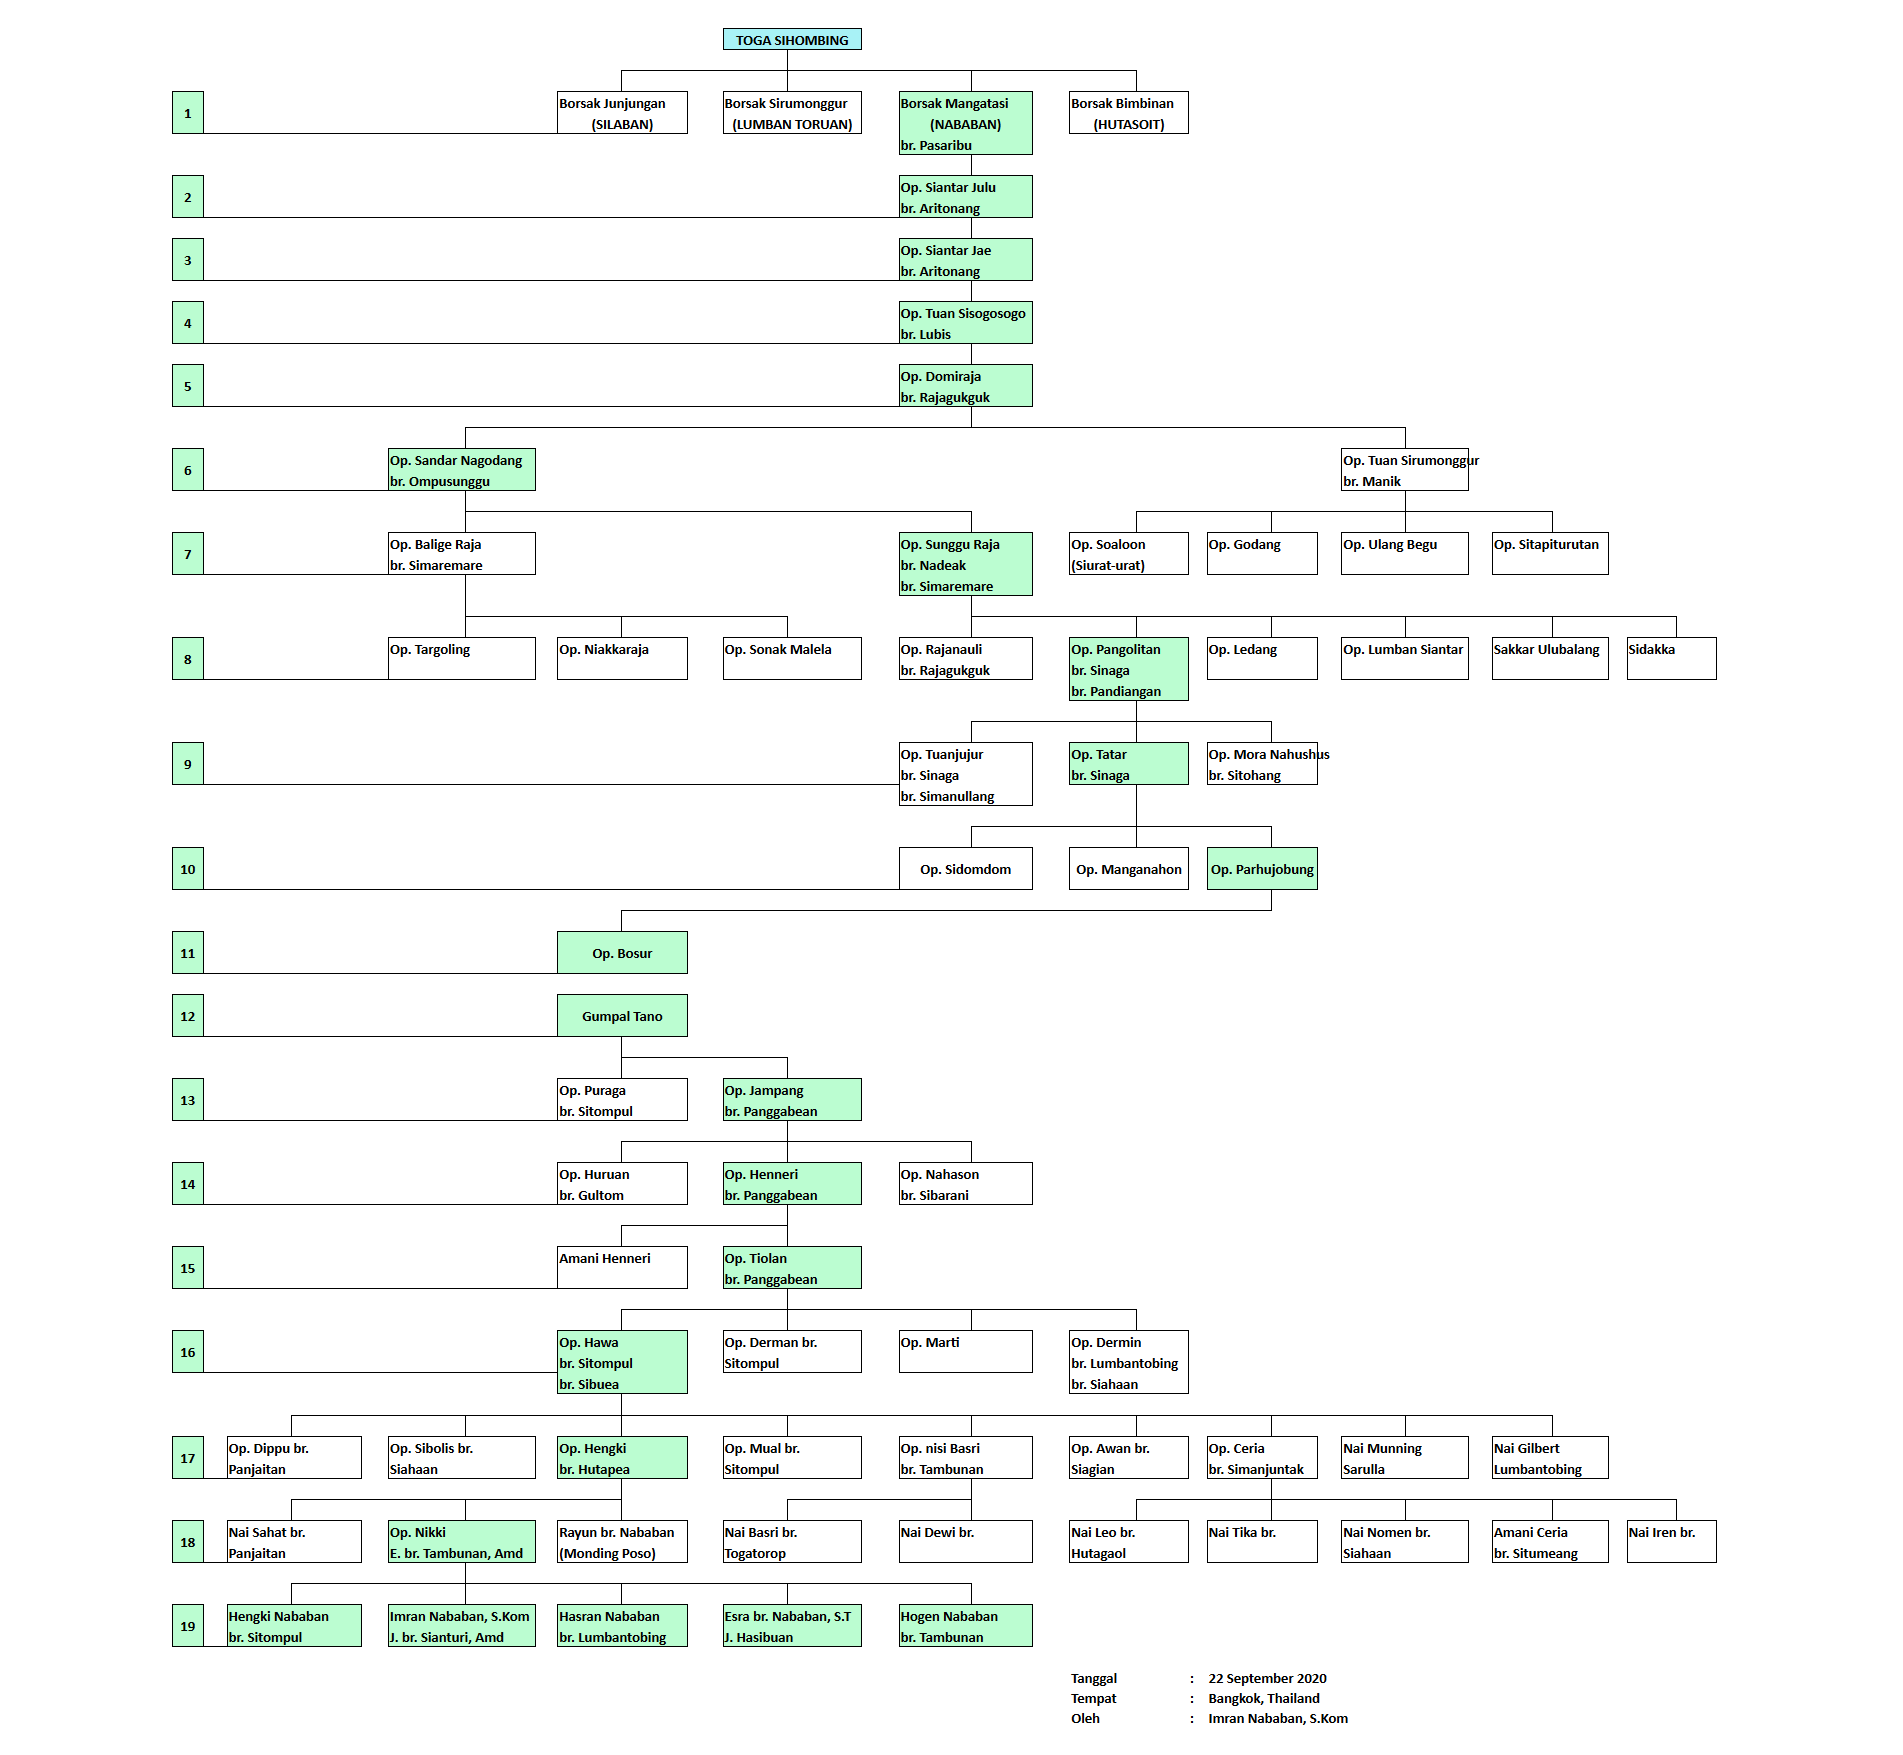 TOGA SIHOMBING
1
Borsak Junjungan
(SILABAN)
Borsak Sirumonggur
(LUMBAN TORUAN)
Borsak Mangatasi
(NABABAN)
br. Pasaribu
Borsak Bimbinan
(HUTASOIT)
2
Op. Siantar Julu
br. Aritonang
3
Op. Siantar Jae
br. Aritonang
4
Op. Tuan Sisogosogo
br. Lubis
5
Op. Domiraja
br. Rajagukguk
6
Op. Sandar Nagodang
br. Ompusunggu
Op. Tuan Sirumonggur
br. Manik
7
Op. Balige Raja
br. Simaremare
Op. Sunggu Raja
br. Nadeak
br. Simaremare
Op. Soaloon
(Siurat-urat)
Op. Godang
Op. Ulang Begu
Op. Sitapiturutan
8
Op. Targoling
Op. Niakkaraja
Op. Sonak Malela
Op. Rajanauli
br. Rajagukguk
Op. Pangolitan
br. Sinaga
br. Pandiangan
Op. Ledang
Op. Lumban Siantar
Sakkar Ulubalang
Sidakka
9
Op. Tuanjujur
br. Sinaga
br. Simanullang
Op. Tatar
br. Sinaga
Op. Mora Nahushus
br. Sitohang
10
Op. Sidomdom
Op. Manganahon
Op. Parhujobung
11
Op. Bosur
12
Gumpal Tano
13
Op. Puraga
br. Sitompul
Op. Jampang
br. Panggabean
14
Op. Huruan
br. Gultom
Op. Henneri
br. Panggabean
Op. Nahason
br. Sibarani
15
Amani Henneri
Op. Tiolan
br. Panggabean
16
Op. Hawa
br. Sitompul
br. Sibuea
Op. Derman br.
Sitompul
Op. Marti
Op. Dermin
br. Lumbantobing
br. Siahaan
17
Op. Dippu br.
Panjaitan
Op. Sibolis br.
Siahaan
Op. Hengki
br. Hutapea
Op. Mual br.
Sitompul
Op. nisi Basri
br. Tambunan
Op. Awan br.
Siagian
Op. Ceria
br. Simanjuntak
Nai Munning
Sarulla
Nai Gilbert
Lumbantobing
18
Nai Sahat br.
Panjaitan
Op. Nikki
E. br. Tambunan, Amd
Rayun br. Nababan
(Monding Poso)
Nai Basri br.
Togatorop
Nai Dewi br.
Nai Leo br.
Hutagaol
Nai Tika br.
Nai Nomen br.
Siahaan
Amani Ceria
br. Situmeang
Nai Iren br.
19
Hengki Nababan
br. Sitompul
Imran Nababan, S.Kom
J. br. Sianturi, Amd
Hasran Nababan
br. Lumbantobing
Esra br. Nababan, S.T
J. Hasibuan
Hogen Nababan
br. Tambunan
Tanggal : 22 September 2020
Tempat : Bangkok, Thailand
Oleh : Imran Nababan, S.Kom